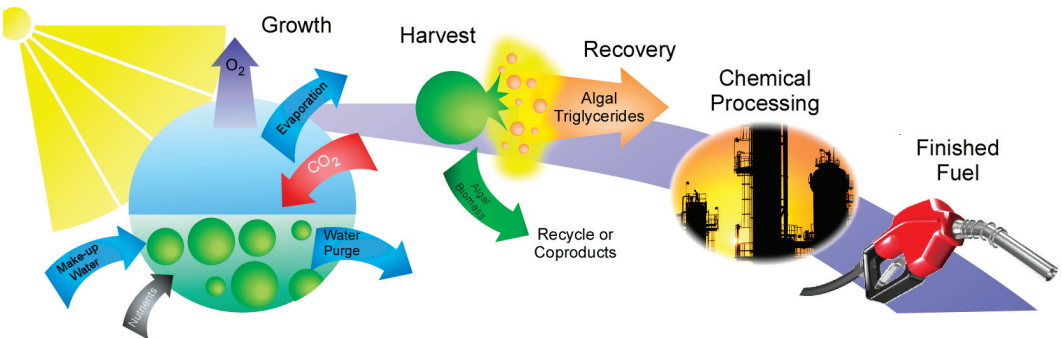 Growth
O2
Evaporation
CO2
Make-up
Water
Nutrients
Water
Purge
Harvest
Algal
Biomass
Recycle or
Coproducts
Recovery
Algal
Triglycerides
Chemical
Processing
Finished
Fuel